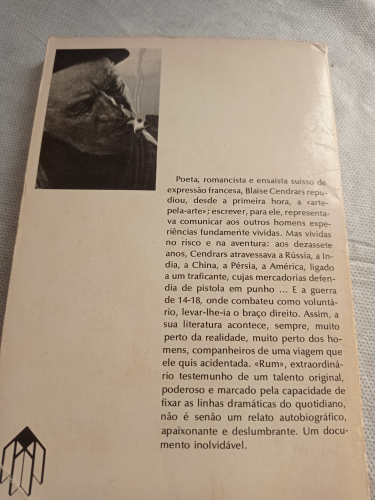 Poeta, romancista e ensaísta suisso de
expressão francesa, Blaise Cendrars repu-
diou, desde a primeira hora, a «arte-
pela-arte»; escrever, para ele, representa-
va comunicar aos outros homens expe-
riências fundamente vividas. Mas vividas
no risco e na aventura: aos dezassete
anos, Cendrars atravessava a Rússia, a In-
dia, a China, a Pérsia, a América, ligado
a um traficante, cujas mercadorias defen-
dia de pistola em punho ... E a guerra
de 14-18, onde combateu como voluntá-
rio, levar-lhe-ia o braço direito. Assim, a
sua literatura acontece, sempre, muito
perto da realidade, muito perto dos ho-
mens, companheiros de uma viagem que
ele quis acidentada. «Rum», extraordiná-
rio testemunho de um talento original,
poderoso e marcado pela capacidade de
fixar as linhas dramáticas do quotidiano,
não é senão um relato autobiográfico,
apaixonante e deslumbrante. Um docu-
mento inolvidável.